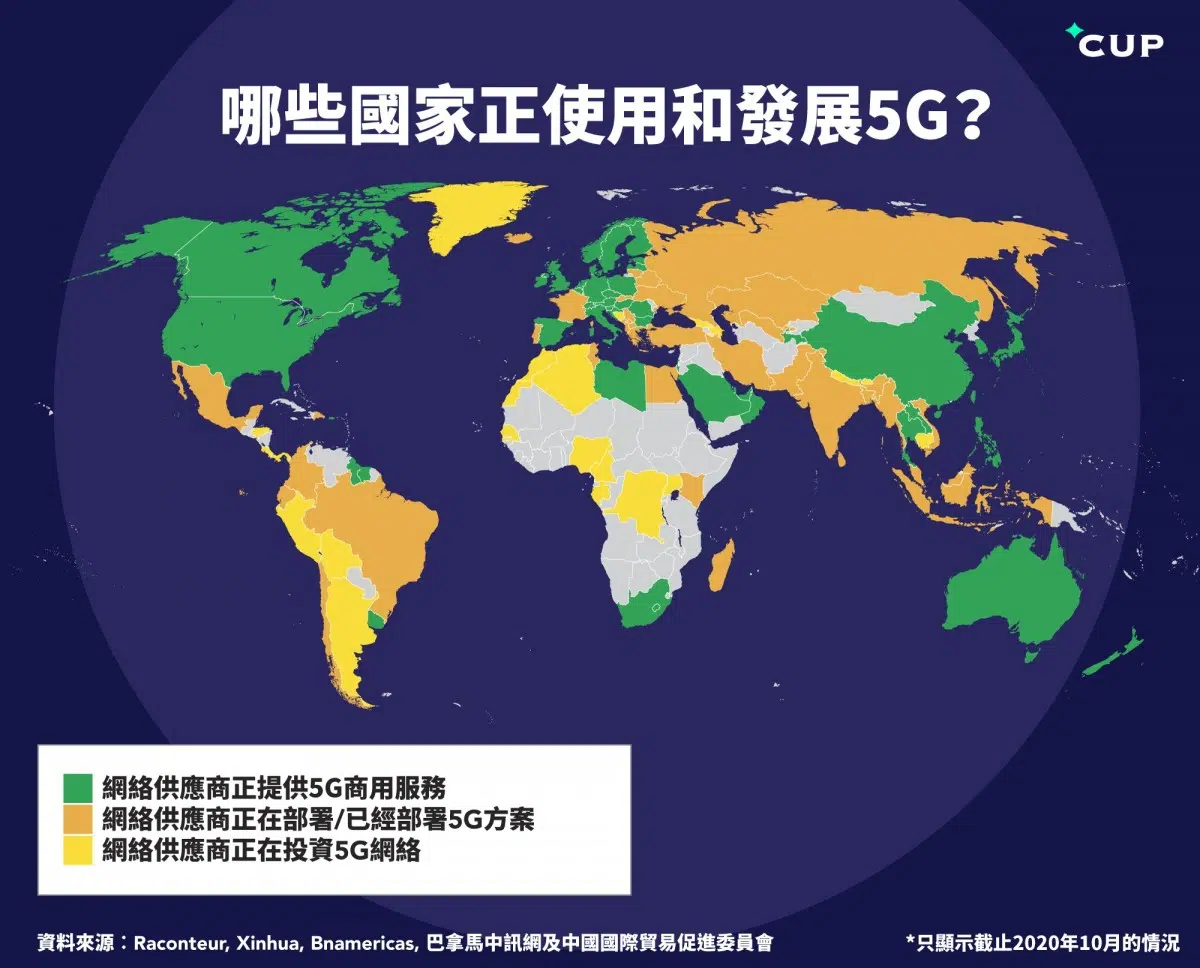 CUP
哪些國家正使用和發展5G？
網絡供應商正提供5G商用服務
網絡供應商正在部署/已經部署5G方案
網絡供應商正在投資5G網絡
資料來源：Raconteur, Xinhua, Bnamericas, 巴拿馬中訊網及中國國際貿易促進委員會
*只顯示截止2020年10月的情況